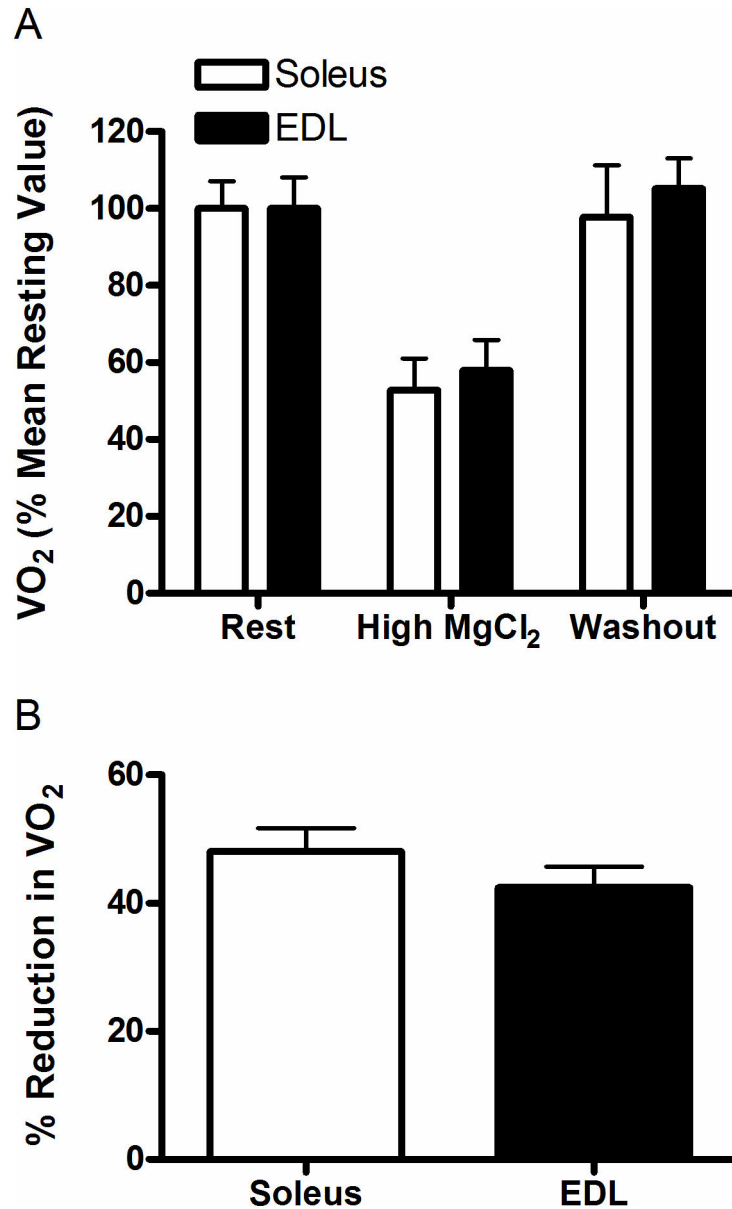 A
Soleus
EDL
VO₂ (% Mean Resting Value)
120
100
80
60
40
20
0
Rest High MgCl₂ Washout
B
% Reduction in VO₂
60
40
20
0
Soleus EDL